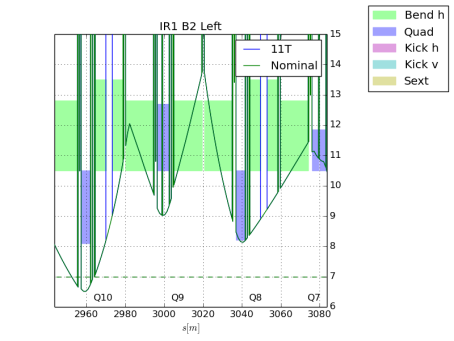 IR1 B2 Left
11T
Nominal
Bend h
Quad
Kick h
Kick v
Sext
15
14
13
12
11
10
9
8
7
6
Q10
Q9
Q8
Q7
2960
2980
3000
3020
3040
3060
3080
s[m]